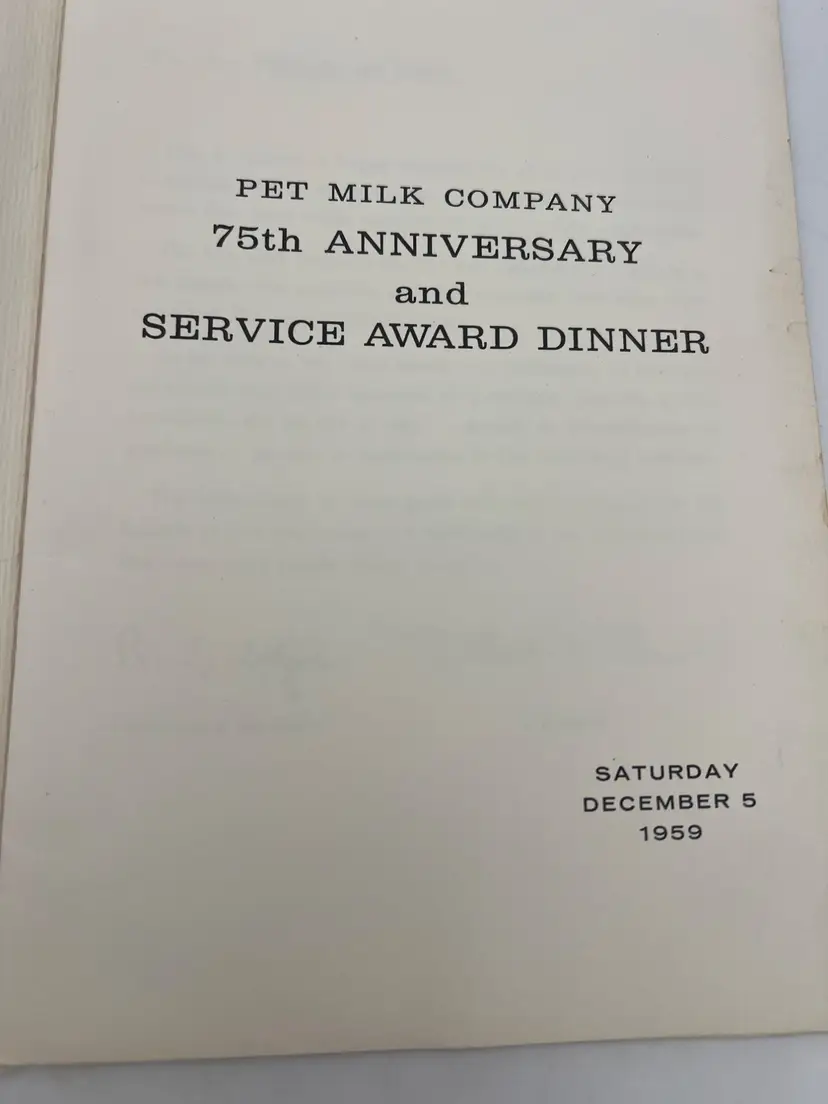 PET MILK COMPANY
75th ANNIVERSARY
and
SERVICE AWARD DINNER
SATURDAY
DECEMBER 5
1959